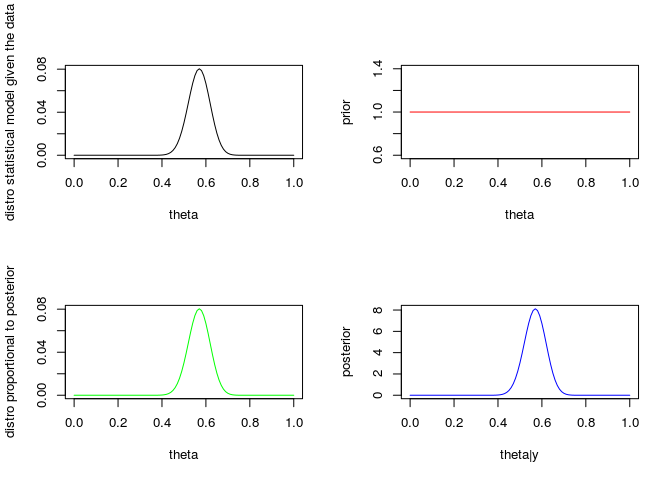 distro statistical model given the data
0.00 0.04 0.08
0.0 0.2 0.4 0.6 0.8 1.0
theta
prior
0.6 1.0 1.4
0.0 0.2 0.4 0.6 0.8 1.0
theta
distro proportional to posterior
0.00 0.04 0.08
0.0 0.2 0.4 0.6 0.8 1.0
theta
posterior
0 2 4 6 8
0.0 0.2 0.4 0.6 0.8 1.0
theta|y